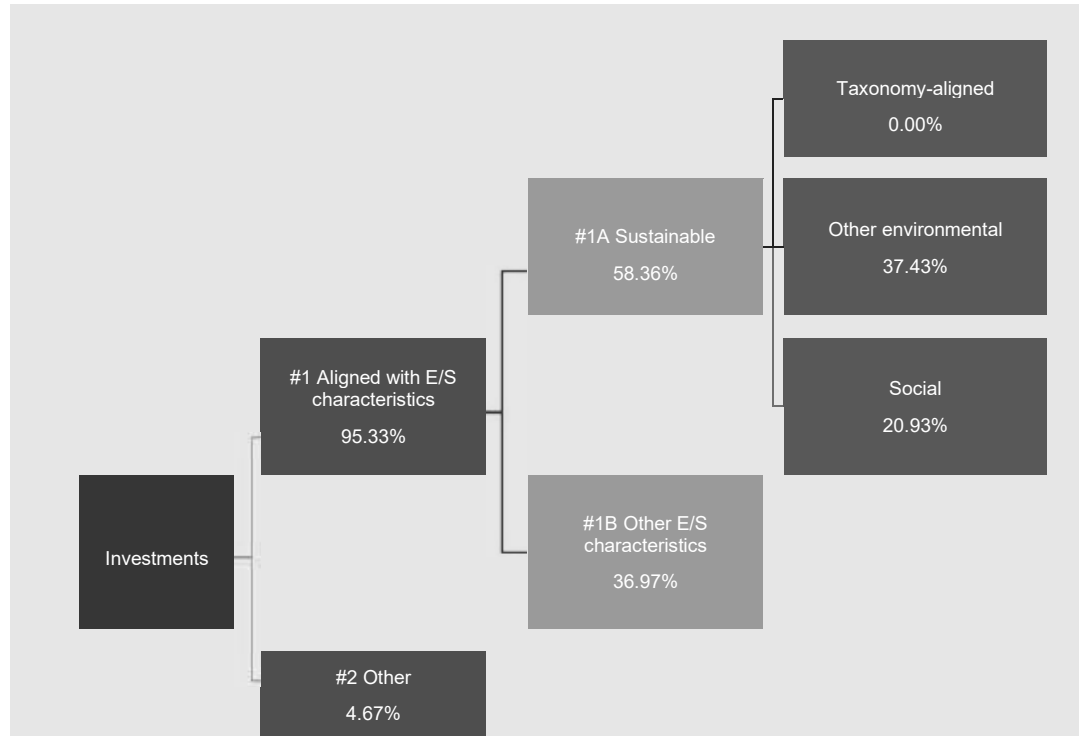 Taxonomy-aligned
0.00%
#1A Sustainable
58.36%
Other environmental
37.43%
#1 Aligned with E/S
characteristics
95.33%
Social
20.93%
Investments
#1B Other E/S
characteristics
36.97%
#2 Other
4.67%